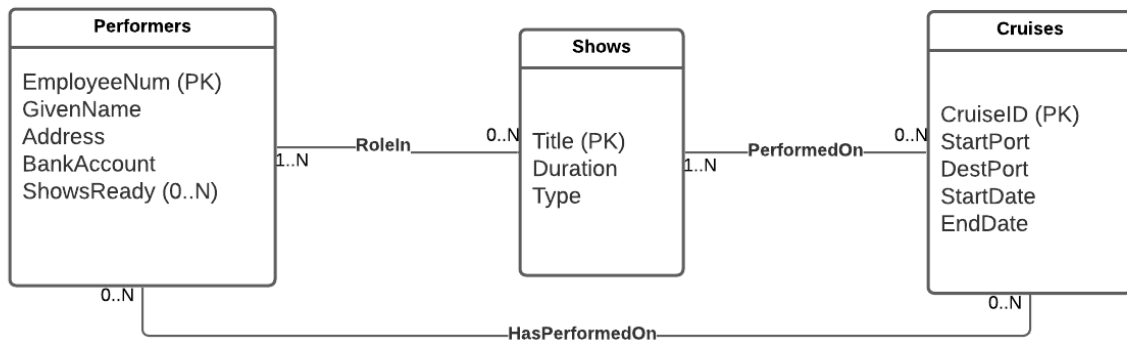 Performers
EmployeeNum (PK)
GivenName
Address
BankAccount
ShowsReady (0..N)
1..N
RoleIn
0..N
Shows
Title (PK)
Duration
Type
1..N
PerformedOn
0..N
Cruises
CruiseID (PK)
StartPort
DestPort
StartDate
EndDate
0..N
HasPerformedOn
0..N